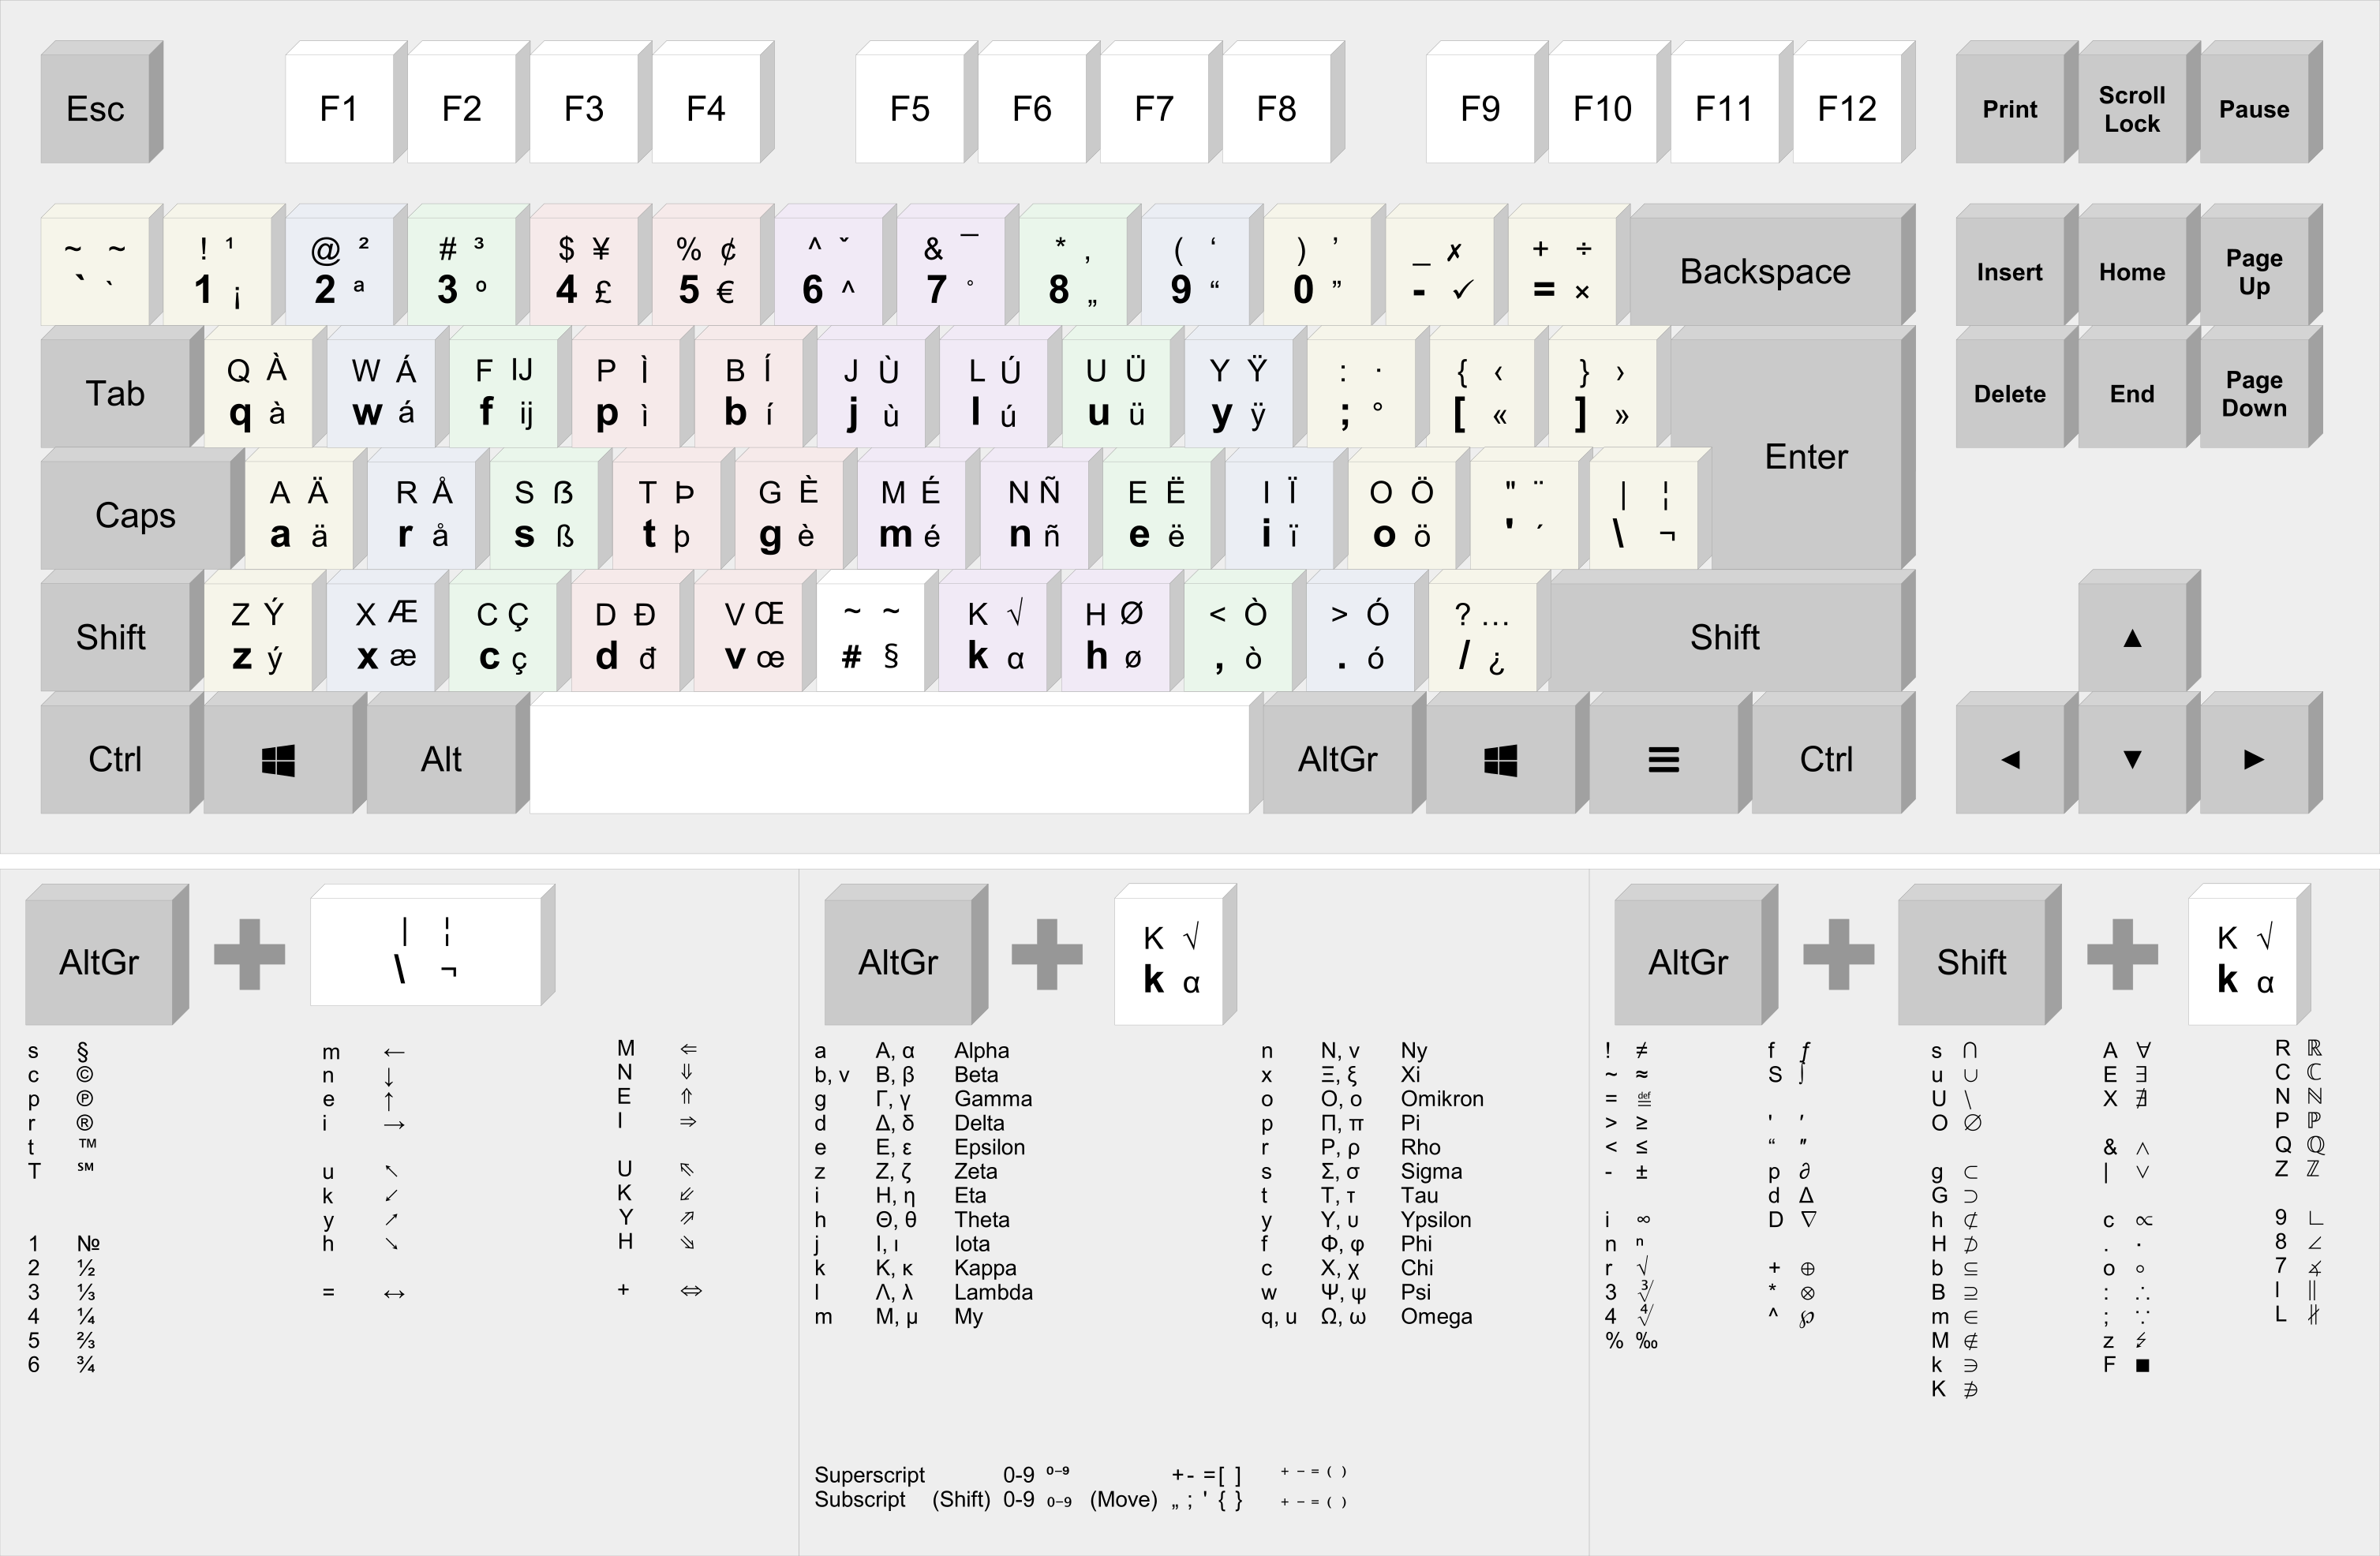 Esc F1 F2 F3 F4 F5 F6 F7 F8 F9 F10 F11 F12 Print Scroll Lock Pause
~ ~ ! ¹ @ ² # ³ $ ¥ % ¢ ^ ˇ & ¯ * ‚ ( ‘ ) ’ _ ✗ + ÷
` ` 1 ¡ 2 ª 3 º 4 £ 5 € 6 ^ 7 ° 8 „ 9 “ 0 ” - ✓ = × Backspace Insert Home Page Up
Q À W Á F IJ P Ì B Í J Ù L Ú U Ü Y Ÿ : · { ‹ } ›
Tab q à w á f ij p ì b í j ù l ú u ü y ÿ ; ° [ « ] » Delete End Page Down
Enter
A Ä R Å S ẞ T Þ G È M É N Ñ E Ë I Ï O Ö " ¨ | ¦
Caps a ä r å s ß t þ g è m é n ñ e ë i ï o ö ' ´ \ ¬
Z Ý X Æ C Ç D Đ V Œ ~ ~ K √ H Ø < Ò > Ó ? …
Shift z ý x æ c ç d đ v œ # § k α h ø , ò . ó / ¿ Shift ▲
Ctrl Alt AltGr ☰ Ctrl ◄ ▼ ►
AltGr + | ¦ \ ¬
s § m ← M ⇐
c © n ↓ N ⇓
p ℗ e ↑ E ⇑
r ® i → I ⇒
t ™
T ℠ u ↖ U ⇖
k ↙ K ⇙
y ↗ Y ⇗
1 № h ↘ H ⇘
2 ½
3 ⅓ = ↔ + ⇔
4 ¼
5 ⅔
6 ¾
AltGr + K √ k α
a Α, α Alpha n Ν, ν Ny
b, v Β, β Beta x Ξ, ξ Xi
g Γ, γ Gamma o Ο, ο Omikron
d Δ, δ Delta p Π, π Pi
e Ε, ε Epsilon r Ρ, ρ Rho
z Ζ, ζ Zeta s Σ, σ Sigma
i Η, η Eta t Τ, τ Tau
h Θ, θ Theta y Υ, υ Ypsilon
j Ι, ι Iota f Φ, φ Phi
k Κ, κ Kappa c Χ, χ Chi
l Λ, λ Lambda w Ψ, ψ Psi
m Μ, μ My q, u Ω, ω Omega
Superscript 0-9 ⁰⁻⁹ +- =[ ] ⁺ ⁻ ⁼ ⁽ ⁾
Subscript (Shift) 0-9 ₀₋₉ (Move) „ ; ' { } ₊ ₋ ₌ ₍ ₎
AltGr + Shift + K √ k α
! ≠ f ƒ s ∩ A ∀ R ℝ
~ ≈ S ∫ u ∪ E ∃ C ℂ
= ≝ U ∖ X ∄ N ℕ
> ≥ ' ′ O ∅ P ℙ
< ≤ “ ″ & ∧ Q ℚ
- ± p ∂ g ⊂ | ∨ Z ℤ
d ∆ G ⊃
i ∞ D ∇ h ⊄ c ∝ 9 ∟
n ⁿ H ⊅ . ∙ 8 ∠
r √ + ⊕ b ⊆ o ∘ 7 ∡
3 ∛ * ⊗ B ⊇ : ∴ l ∥
4 ∜ ^ ℘ m ∈ ; ∵ L ∦
% ‰ M ∉ z ↯
k ∋ F ■
K ∌